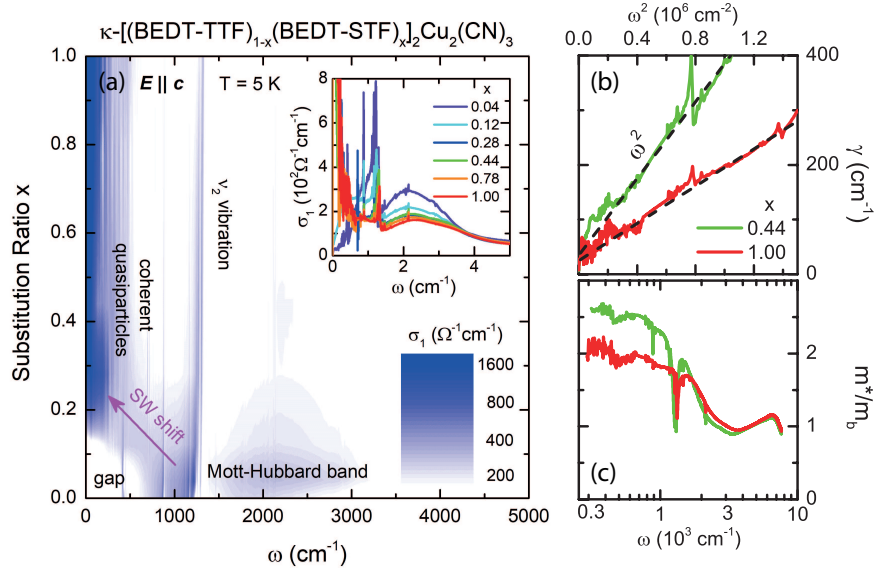 κ-[(BEDT-TTF)1-x(BEDT-STF)x]2Cu2(CN)3
(a)
E || c
T = 5 K
Substitution Ratio x
1.0
0.8
0.6
0.4
0.2
0.0
quasiparticles
coherent
ν2 vibration
SW shift
gap
Mott-Hubbard band
0 1000 2000 3000 4000 5000
ω (cm-1)
σ1 (Ω-1cm-1)
1600
800
400
200
σ1 (10²Ω-1cm-1)
8
6
4
2
0
x
0.04
0.12
0.28
0.44
0.78
1.00
0 2 4
ω (cm-1)
ω² (10⁶ cm-2)
0.0 0.4 0.8 1.2
(b)
ω²
x
0.44
1.00
400
200
0
γ (cm-1)
(c)
2
1
0
m*/mb
0.3 1 3 10
ω (10³ cm-1)